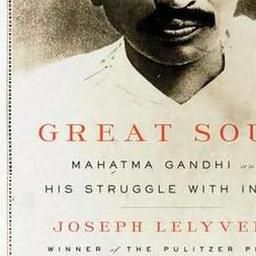 GREAT SOU
MAHATMA GANDHI an
HIS STRUGGLE WITH IN
JOSEPH LELYVE
WINNER of THE PULITZER P